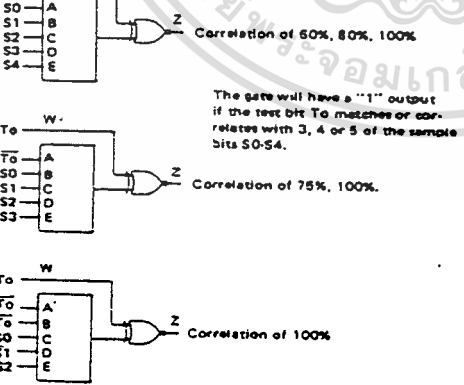 S0 A
S1 B
S2 C Z Correlation of 60%, 80%, 100%
S3 D
S4 E
The gate will have a "1" output
if the test bit To matches or cor-
relates with 3, 4 or 5 of the sample
bits S0-S4.
To W
To A
S0 B
S1 C Z Correlation of 75%, 100%.
S2 D
S3 E
W
To
To A
To B
S0 C Z Correlation of 100%
S1 D
S2 E